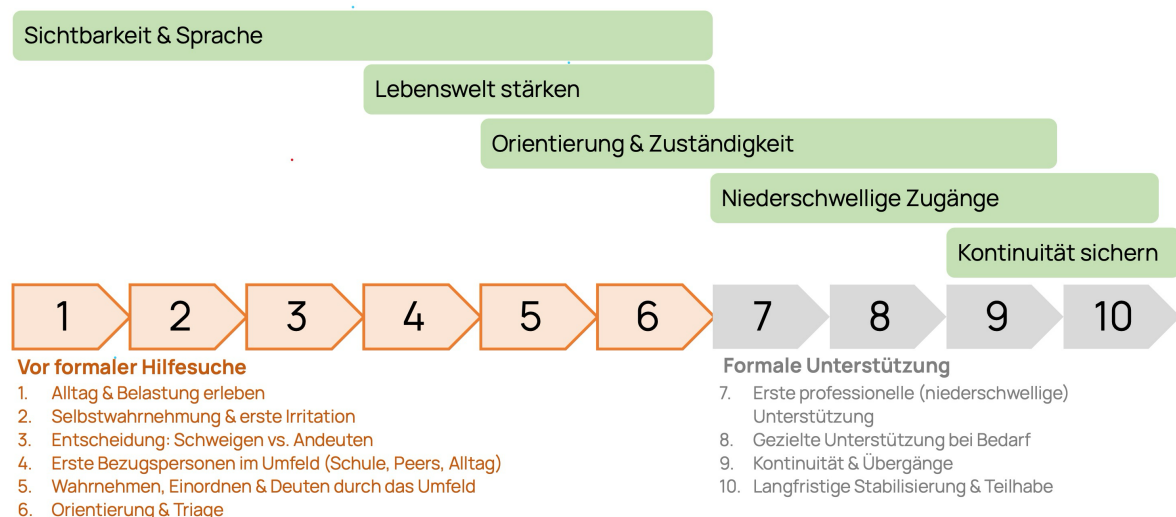 Sichtbarkeit & Sprache
Lebenswelt stärken
Orientierung & Zuständigkeit
Niederschwellige Zugänge
Kontinuität sichern
1 2 3 4 5 6 7 8 9 10
Vor formaler Hilfesuche
1. Alltag & Belastung erleben
2. Selbstwahrnehmung & erste Irritation
3. Entscheidung: Schweigen vs. Andeuten
4. Erste Bezugspersonen im Umfeld (Schule, Peers, Alltag)
5. Wahrnehmen, Einordnen & Deuten durch das Umfeld
6. Orientierung & Triage
Formale Unterstützung
7. Erste professionelle (niederschwellige)
Unterstützung
8. Gezielte Unterstützung bei Bedarf
9. Kontinuität & Übergänge
10. Langfristige Stabilisierung & Teilhabe